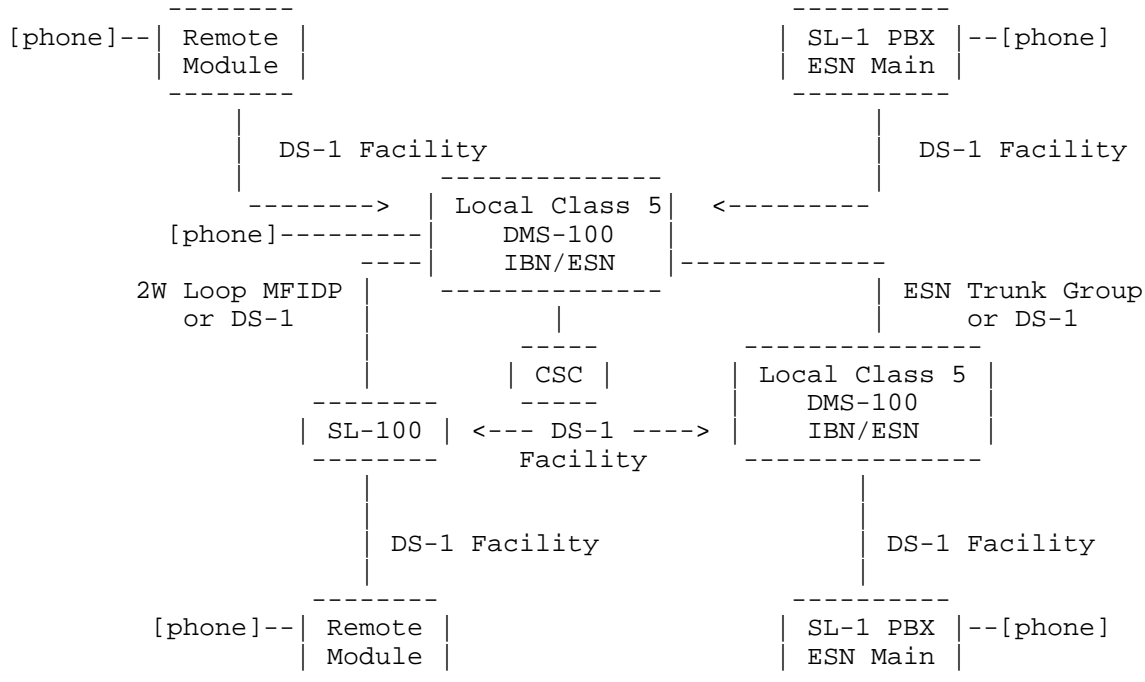 [phone]--| Remote | | SL-1 PBX |--[phone]
| Module | | ESN Main |
DS-1 Facility DS-1 Facility
--------> | Local Class 5| <---------
[phone]---------| DMS-100 |
----| IBN/ESN |-------------
2W Loop MFIDP | -------------- | ESN Trunk Group
or DS-1 | | | or DS-1
| CSC | | Local Class 5 |
-------- ----- | DMS-100 |
| SL-100 | <--- DS-1 ----> | IBN/ESN |
-------- Facility ---------------
| DS-1 Facility | DS-1 Facility
[phone]--| Remote | | SL-1 PBX |--[phone]
| Module | | ESN Main |